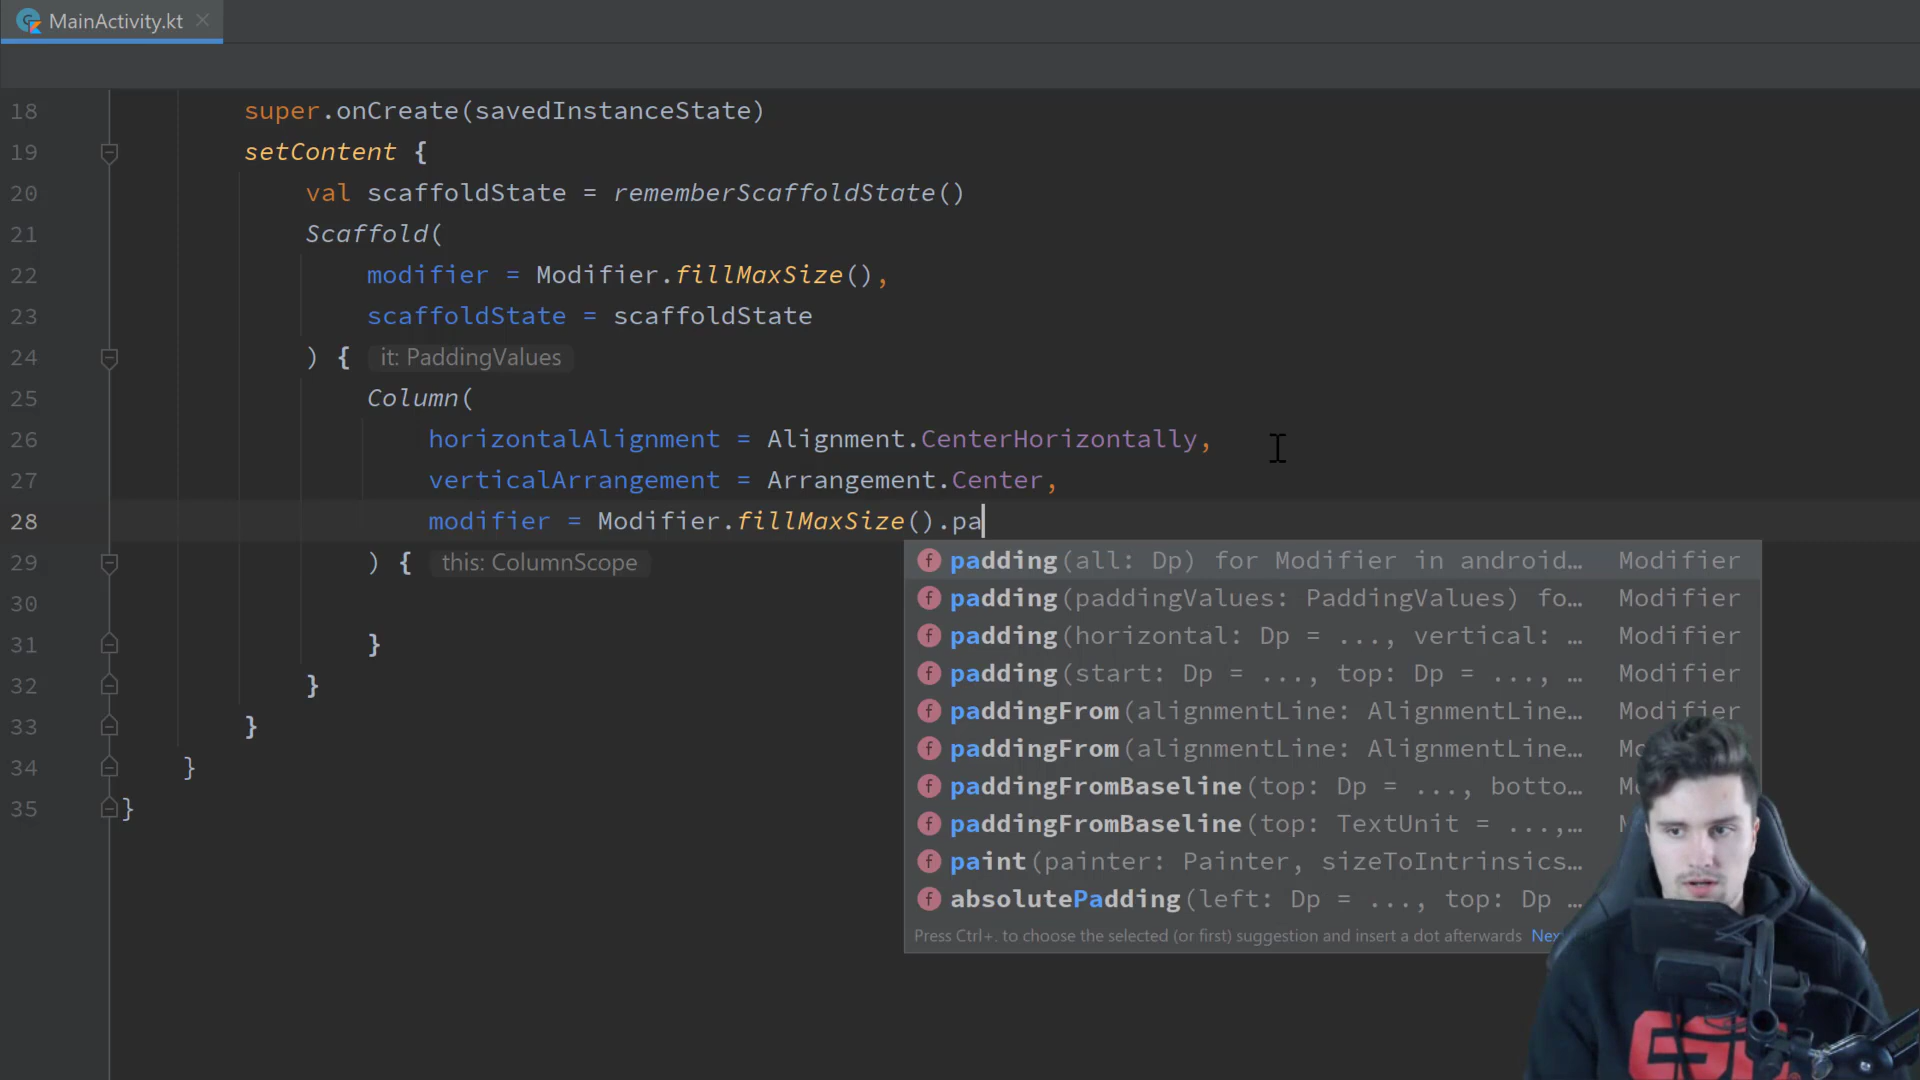 MainActivity.kt
18 super.onCreate(savedInstanceState)
19 setContent {
20 val scaffoldState = rememberScaffoldState()
21 Scaffold(
22 modifier = Modifier.fillMaxSize(),
23 scaffoldState = scaffoldState
24 ) { it: PaddingValues
25 Column(
26 horizontalAlignment = Alignment.CenterHorizontally,
27 verticalArrangement = Arrangement.Center,
28 modifier = Modifier.fillMaxSize().pa
29 ) { this: ColumnScope
30
31 }
32 }
33 }
34 }
35 }
padding(all: Dp) for Modifier in android… Modifier
padding(paddingValues: PaddingValues) fo… Modifier
padding(horizontal: Dp = ..., vertical: … Modifier
padding(start: Dp = ..., top: Dp = ..., … Modifier
paddingFrom(alignmentLine: AlignmentLine… Modifier
paddingFrom(alignmentLine: AlignmentLine…
paddingFromBaseline(top: Dp = ..., botto…
paddingFromBaseline(top: TextUnit = ...,…
paint(painter: Painter, sizeToIntrinsics…
absolutePadding(left: Dp = ..., top: Dp …
Press Ctrl+. to choose the selected (or first) suggestion and insert a dot afterwards